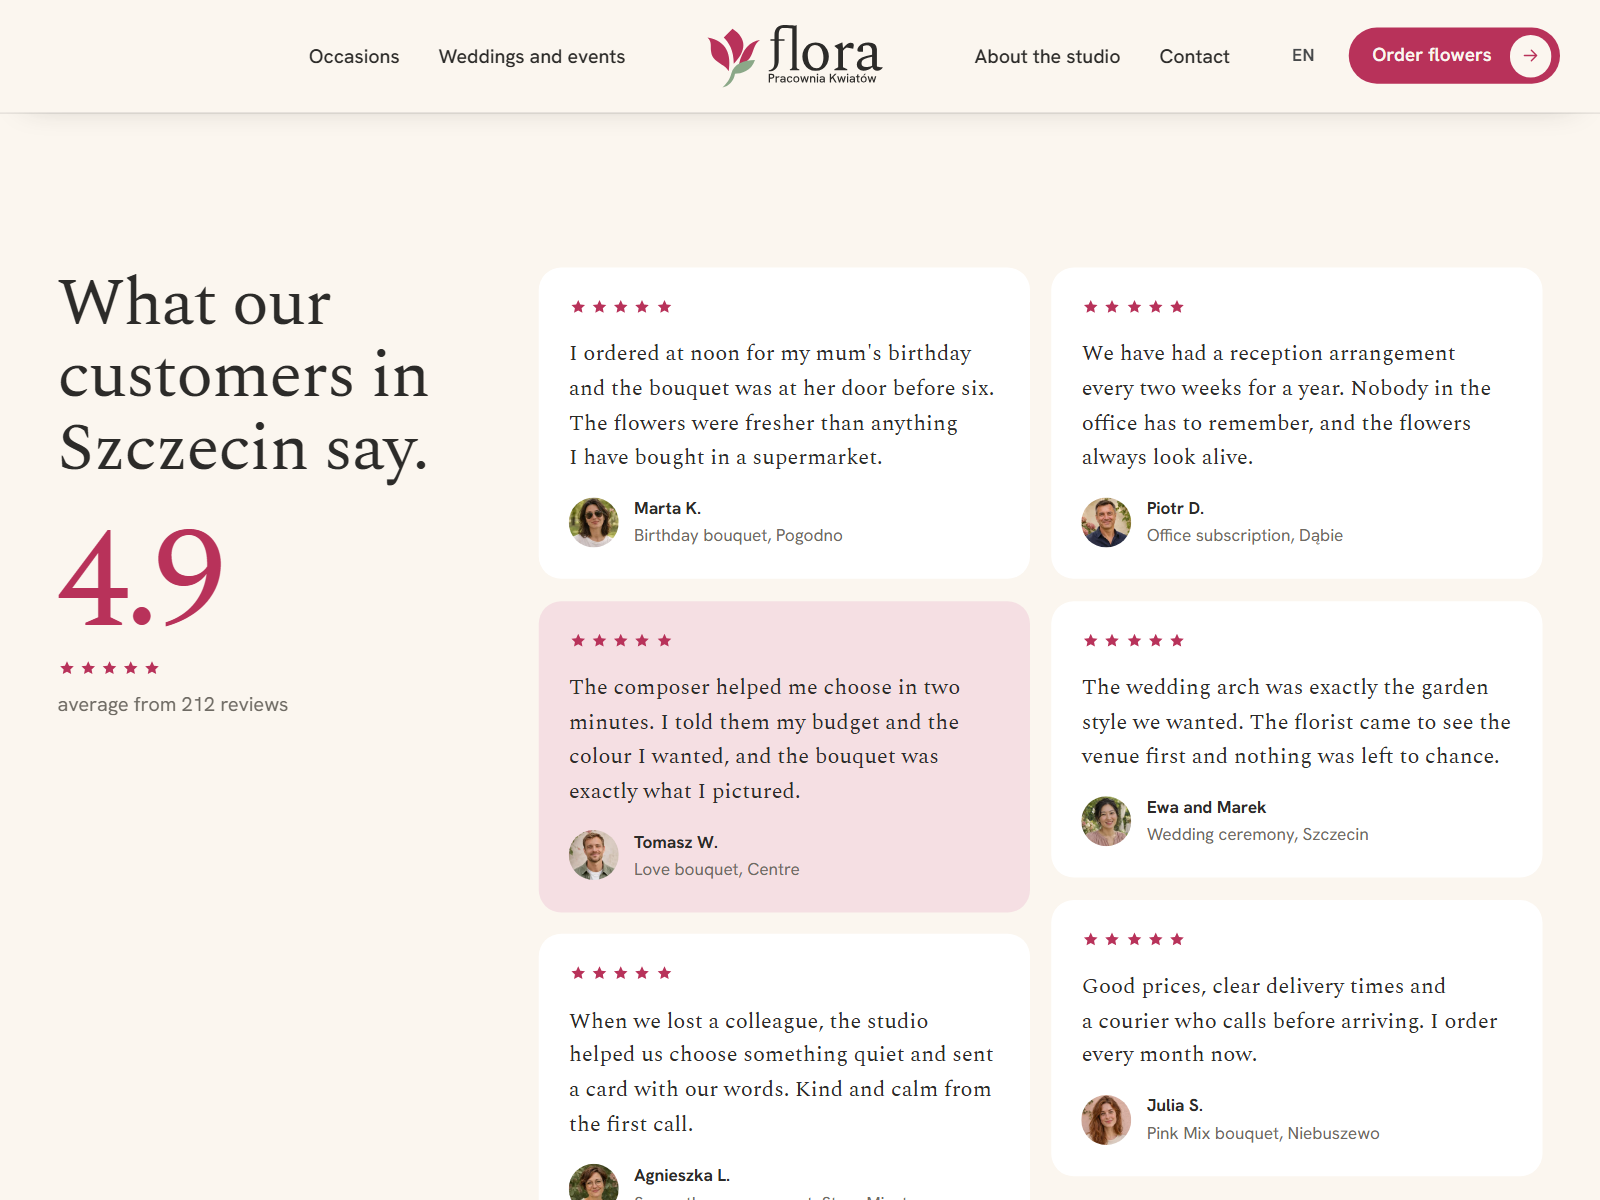 Occasions
Weddings and events
flora
Pracownia Kwiatów
About the studio
Contact
EN
Order flowers
What our
customers in
Szczecin say.
4.9
average from 212 reviews
I ordered at noon for my mum's birthday
and the bouquet was at her door before six.
The flowers were fresher than anything
I have bought in a supermarket.
Marta K.
Birthday bouquet, Pogodno
We have had a reception arrangement
every two weeks for a year. Nobody in the
office has to remember, and the flowers
always look alive.
Piotr D.
Office subscription, Dąbie
The composer helped me choose in two
minutes. I told them my budget and the
colour I wanted, and the bouquet was
exactly what I pictured.
Tomasz W.
Love bouquet, Centre
The wedding arch was exactly the garden
style we wanted. The florist came to see the
venue first and nothing was left to chance.
Ewa and Marek
Wedding ceremony, Szczecin
When we lost a colleague, the studio
helped us choose something quiet and sent
a card with our words. Kind and calm from
the first call.
Agnieszka L.
Good prices, clear delivery times and
a courier who calls before arriving. I order
every month now.
Julia S.
Pink Mix bouquet, Niebuszewo